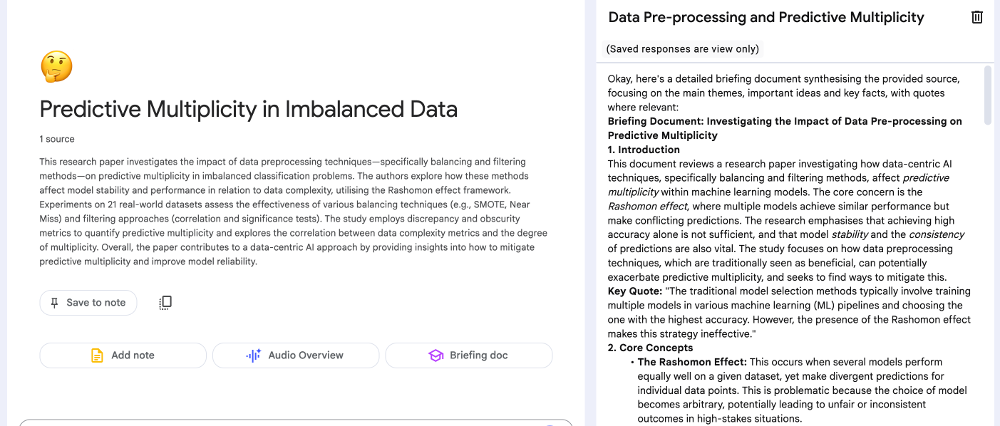 Predictive Multiplicity in Imbalanced Data
1 source
This research paper investigates the impact of data preprocessing techniques—specifically balancing and filtering
methods—on predictive multiplicity in imbalanced classification problems. The authors explore how these methods
affect model stability and performance in relation to data complexity, utilising the Rashomon effect framework.
Experiments on 21 real-world datasets assess the effectiveness of various balancing techniques (e.g., SMOTE, Near
Miss) and filtering approaches (correlation and significance tests). The study employs discrepancy and obscurity
metrics to quantify predictive multiplicity and explores the correlation between data complexity metrics and the degree
of multiplicity. Overall, the paper contributes to a data-centric AI approach by providing insights into how to mitigate
predictive multiplicity and improve model reliability.
Save to note
Add note
Audio Overview
Briefing doc
Data Pre-processing and Predictive Multiplicity
(Saved responses are view only)
Okay, here's a detailed briefing document synthesising the provided source,
focusing on the main themes, important ideas and key facts, with quotes
where relevant:
Briefing Document: Investigating the Impact of Data Pre-processing on
Predictive Multiplicity
1. Introduction
This document reviews a research paper investigating how data-centric AI
techniques, specifically balancing and filtering methods, affect predictive
multiplicity within machine learning models. The core concern is the
Rashomon effect, where multiple models achieve similar performance but
make conflicting predictions. The research emphasises that achieving high
accuracy alone is not sufficient, and that model stability and the consistency
of predictions are also vital. The study focuses on how data preprocessing
techniques, which are traditionally seen as beneficial, can potentially
exacerbate predictive multiplicity, and seeks to find ways to mitigate this.
Key Quote: "The traditional model selection methods typically involve training
multiple models in various machine learning (ML) pipelines and choosing the
one with the highest accuracy. However, the presence of the Rashomon effect
makes this strategy ineffective."
2. Core Concepts
• The Rashomon Effect: This occurs when several models perform
equally well on a given dataset, yet make divergent predictions for
individual data points. This is problematic because the choice of model
becomes arbitrary, potentially leading to unfair or inconsistent
outcomes in high-stakes situations.